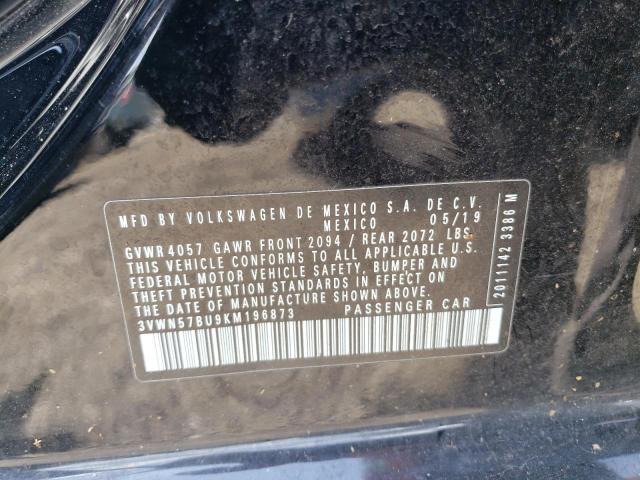 MFD BY VOLKSWAGEN DE MEXICO S.A. DE C.V.
MEXICO 05/19
GVWR 4057 GAWR FRONT 2094 / REAR 2072 LBS
THIS VEHICLE CONFORMS TO ALL APPLICABLE U.S.
FEDERAL MOTOR VEHICLE SAFETY, BUMPER AND
THEFT PREVENTION STANDARDS IN EFFECT ON
THE DATE OF MANUFACTURE SHOWN ABOVE.
3VWN57BU9KM196873 PASSENGER CAR
2011142 3386 M